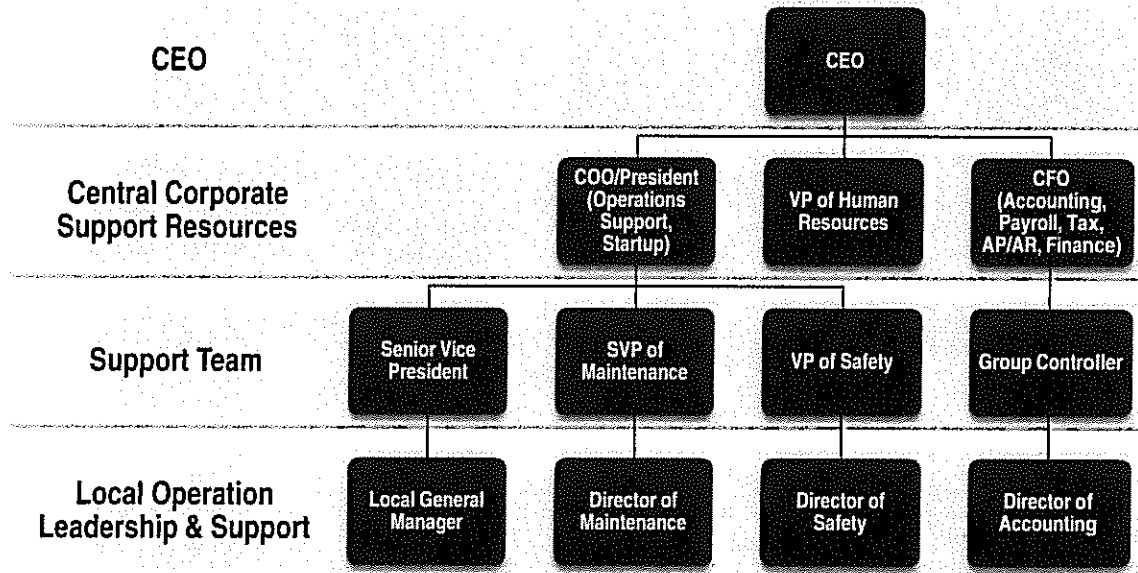 CEO
CEO
Central Corporate
Support Resources
COO/President
(Operations
Support,
Startup)
VP of Human
Resources
CFO
(Accounting,
Payroll, Tax,
AP/AR, Finance)
Support Team
Senior Vice
President
SVP of
Maintenance
VP of Safety
Group Controller
Local Operation
Leadership & Support
Local General
Manager
Director of
Maintenance
Director of
Safety
Director of
Accounting